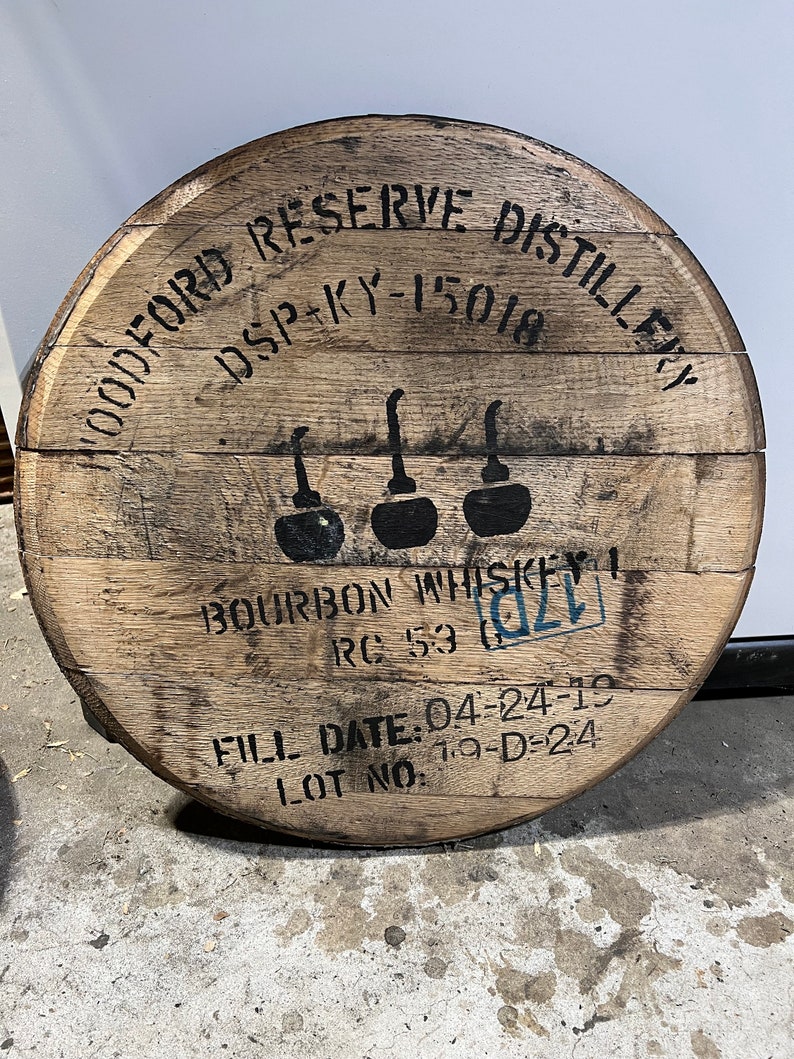 WOODFORD RESERVE DISTILLERY
DSP-KY-15018
BOURBON WHISKEY 1
17D
RC 53 G
FILL DATE: 04-24-19
LOT NO: 19-D-24